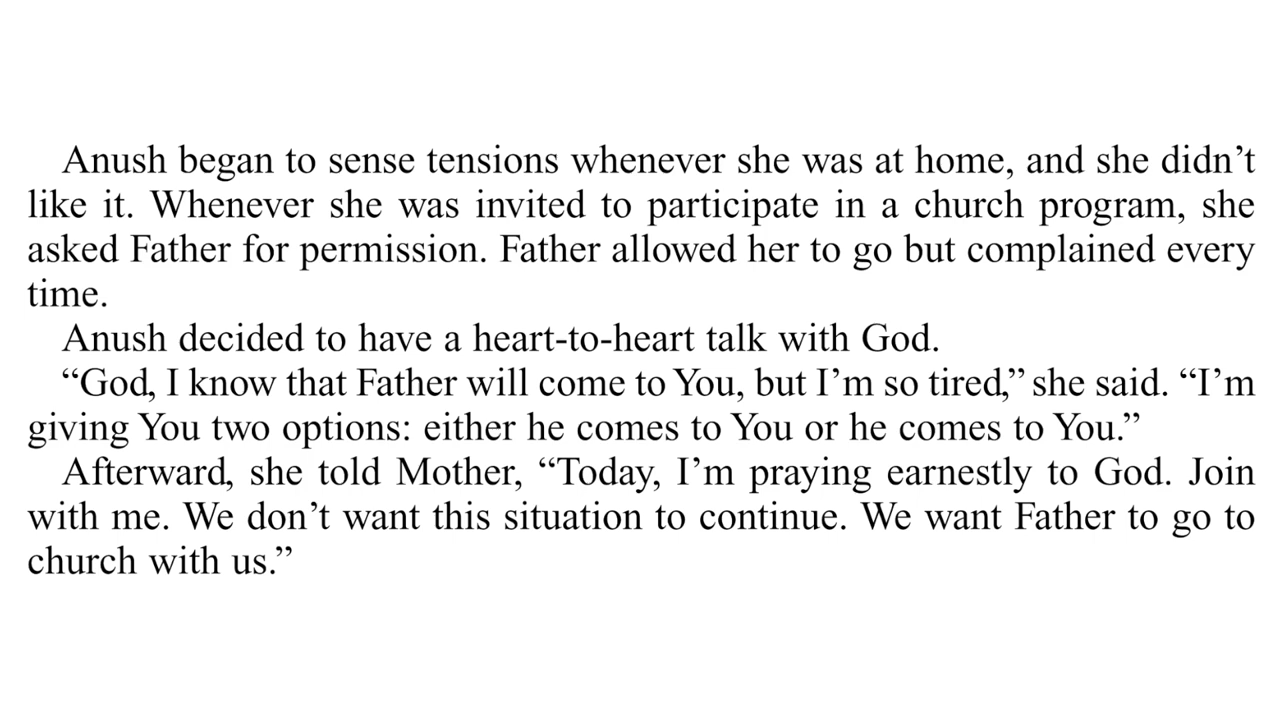 Anush began to sense tensions whenever she was at home, and she didn’t
like it. Whenever she was invited to participate in a church program, she
asked Father for permission. Father allowed her to go but complained every
time.
Anush decided to have a heart-to-heart talk with God.
“God, I know that Father will come to You, but I’m so tired,” she said. “I’m
giving You two options: either he comes to You or he comes to You.”
Afterward, she told Mother, “Today, I’m praying earnestly to God. Join
with me. We don’t want this situation to continue. We want Father to go to
church with us.”